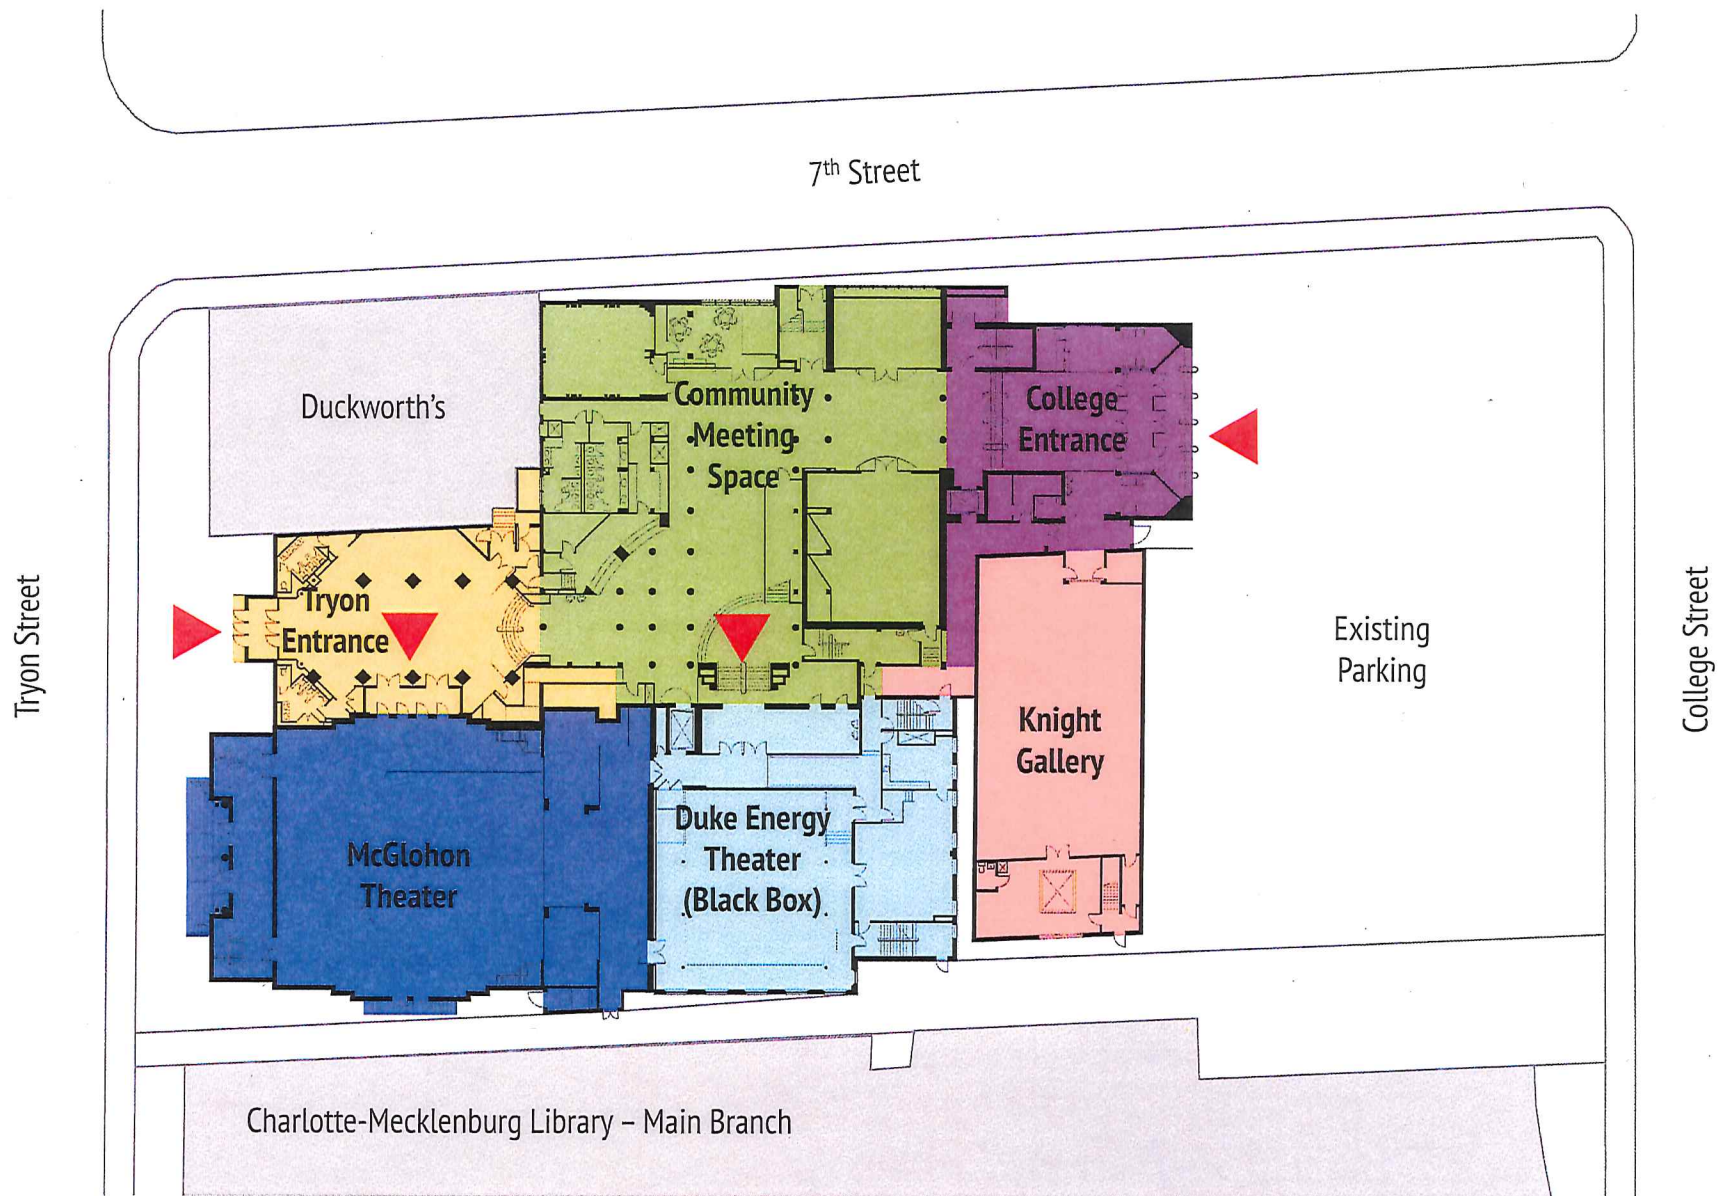 7th Street
Duckworth's
Community
Meeting
Space
College
Entrance
Tryon
Entrance
Tryon Street
Existing
Parking
College Street
Knight
Gallery
McGlohon
Theater
Duke Energy
Theater
(Black Box)
Charlotte-Mecklenburg Library – Main Branch